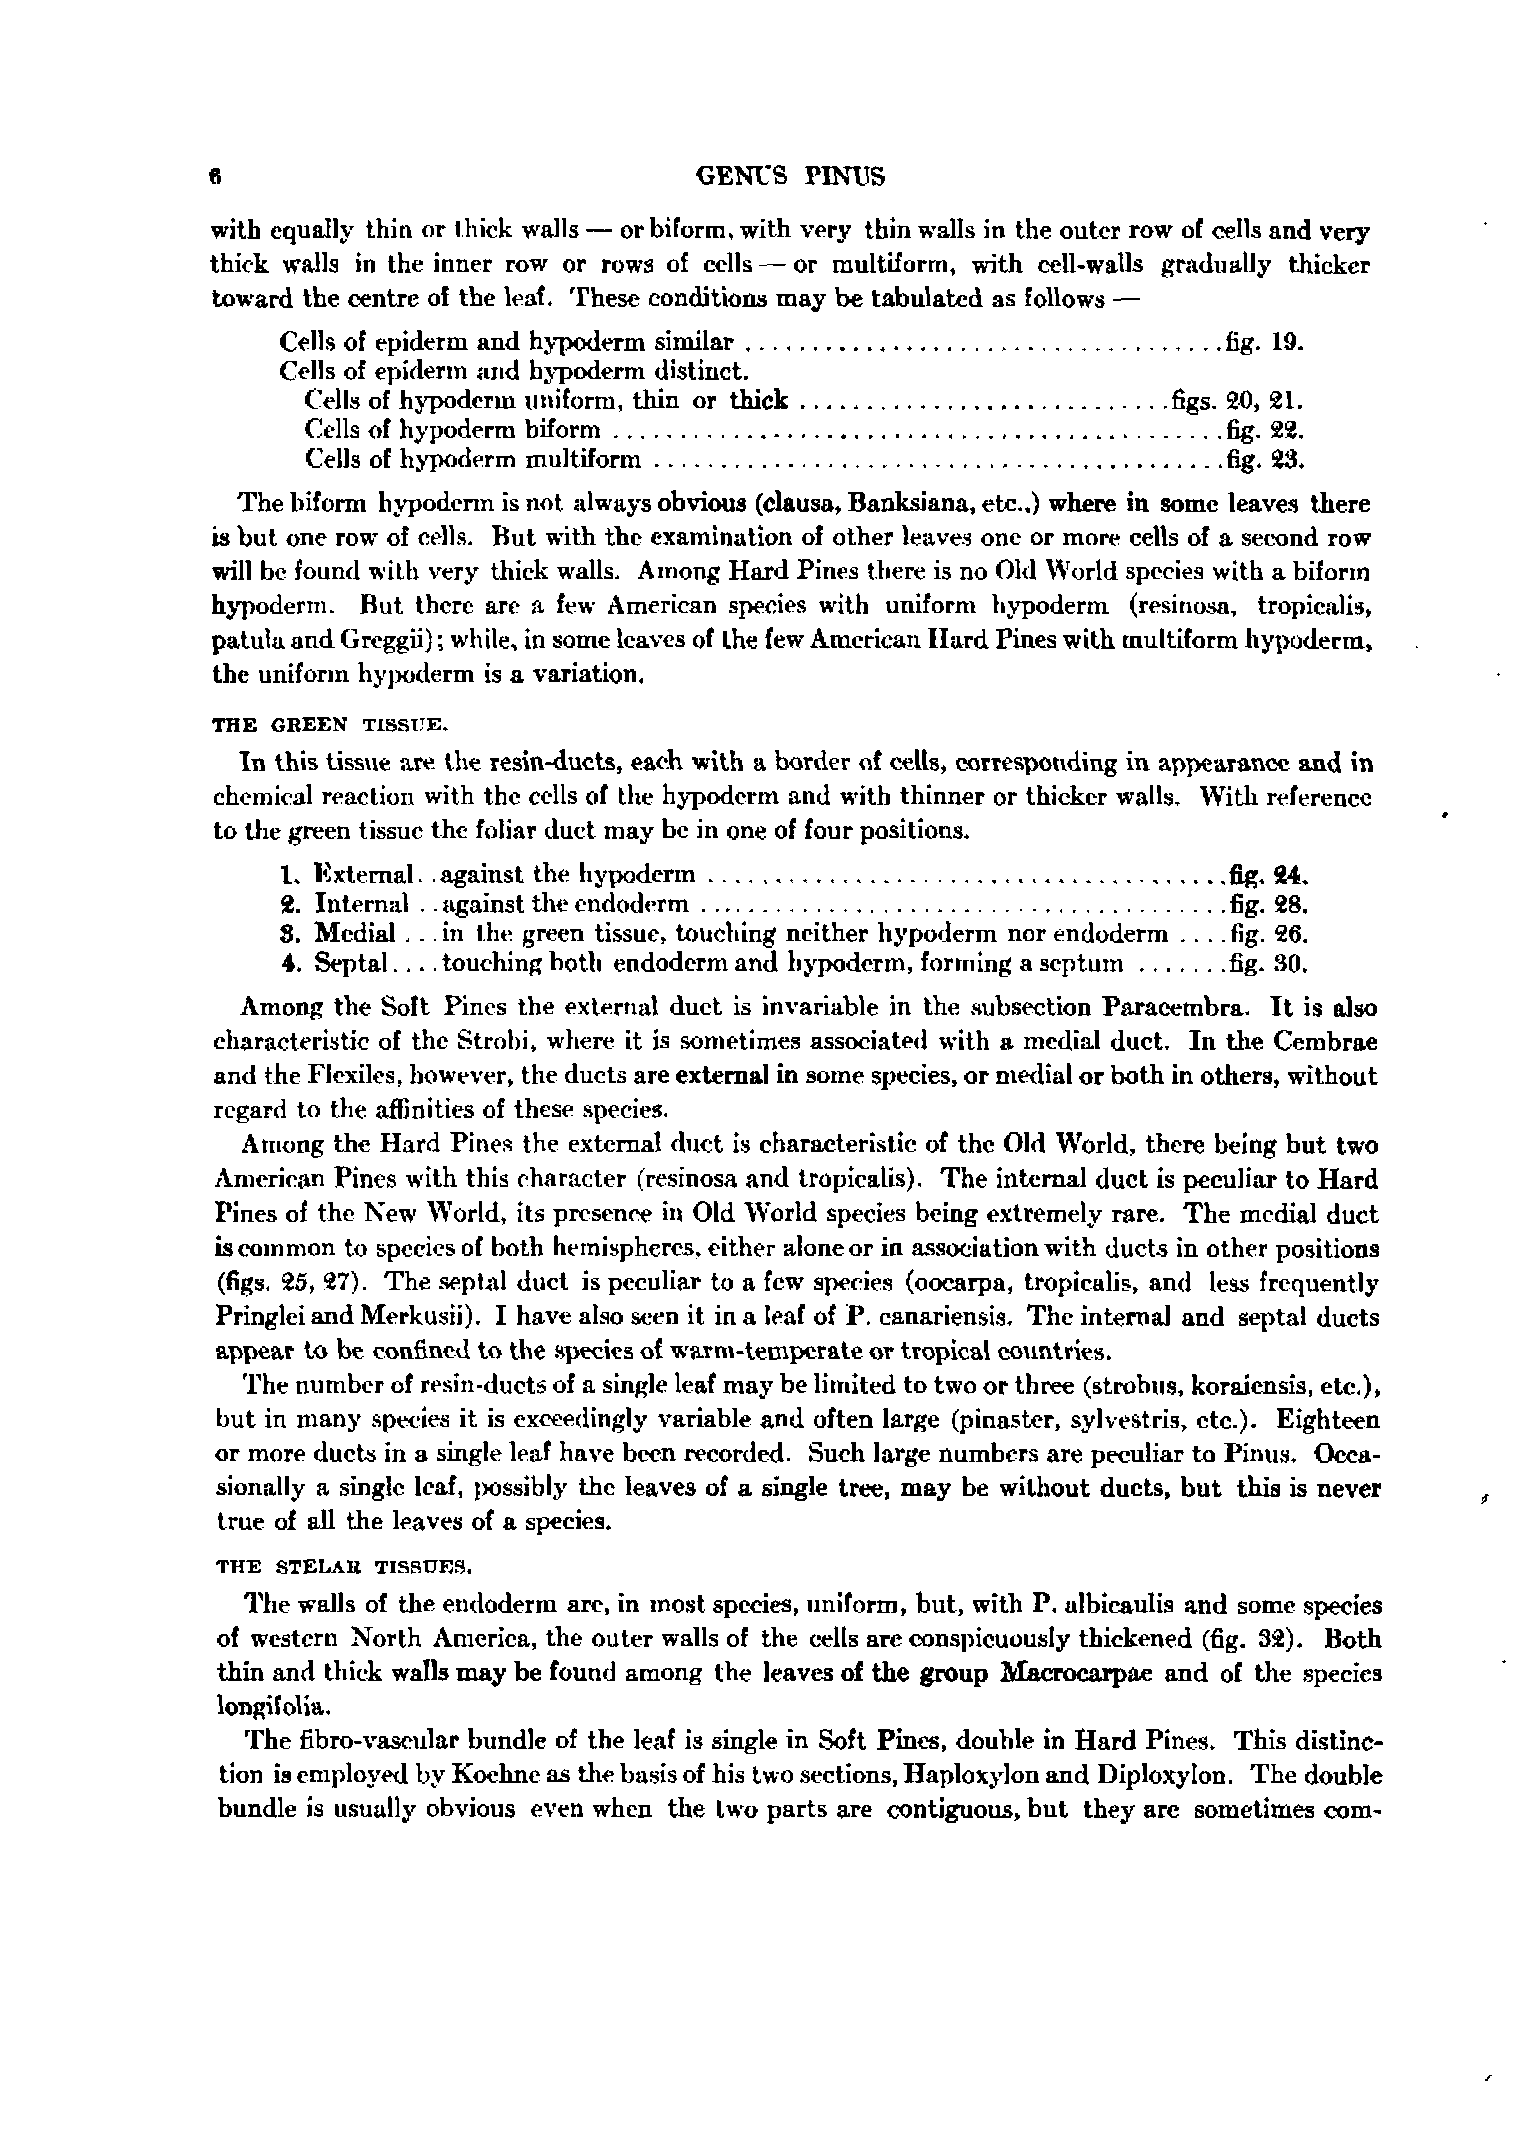 6 GENUS PINUS
with equally thin or thick walls — or biform, with very thin walls in the outer row of cells and very
thick walls in the inner row or rows of cells — or multiform, with cell-walls gradually thicker
toward the centre of the leaf. These conditions may be tabulated as follows —
Cells of epiderm and hypoderm similar ....................................fig. 19.
Cells of epiderm and hypoderm distinct.
Cells of hypoderm uniform, thin or thick ............................figs. 20, 21.
Cells of hypoderm biform ..............................................fig. 22.
Cells of hypoderm multiform ...........................................fig. 23.
The biform hypoderm is not always obvious (clausa, Banksiana, etc..) where in some leaves there
is but one row of cells. But with the examination of other leaves one or more cells of a second row
will be found with very thick walls. Among Hard Pines there is no Old World species with a biform
hypoderm. But there are a few American species with uniform hypoderm (resinosa, tropicalis,
patula and Greggii); while, in some leaves of the few American Hard Pines with multiform hypoderm,
the uniform hypoderm is a variation.
THE GREEN TISSUE.
In this tissue are the resin-ducts, each with a border of cells, corresponding in appearance and in
chemical reaction with the cells of the hypoderm and with thinner or thicker walls. With reference
to the green tissue the foliar duct may be in one of four positions.
1. External. .against the hypoderm .......................................fig. 24.
2. Internal ..against the endoderm .......................................fig. 28.
3. Medial ...in the green tissue, touching neither hypoderm nor endoderm ....fig. 26.
4. Septal....touching both endoderm and hypoderm, forming a septum .......fig. 30.
Among the Soft Pines the external duct is invariable in the subsection Paracembra. It is also
characteristic of the Strobi, where it is sometimes associated with a medial duct. In the Cembrae
and the Flexiles, however, the ducts are external in some species, or medial or both in others, without
regard to the affinities of these species.
Among the Hard Pines the external duct is characteristic of the Old World, there being but two
American Pines with this character (resinosa and tropicalis). The internal duct is peculiar to Hard
Pines of the New World, its presence in Old World species being extremely rare. The medial duct
is common to species of both hemispheres, either alone or in association with ducts in other positions
(figs. 25, 27). The septal duct is peculiar to a few species (oocarpa, tropicalis, and less frequently
Pringlei and Merkusii). I have also seen it in a leaf of P. canariensis. The internal and septal ducts
appear to be confined to the species of warm-temperate or tropical countries.
The number of resin-ducts of a single leaf may be limited to two or three (strobus, koraiensis, etc.),
but in many species it is exceedingly variable and often large (pinaster, sylvestris, etc.). Eighteen
or more ducts in a single leaf have been recorded. Such large numbers are peculiar to Pinus. Occa-
sionally a single leaf, possibly the leaves of a single tree, may be without ducts, but this is never
true of all the leaves of a species.
THE STELAR TISSUES.
The walls of the endoderm are, in most species, uniform, but, with P. albicaulis and some species
of western North America, the outer walls of the cells are conspicuously thickened (fig. 32). Both
thin and thick walls may be found among the leaves of the group Macrocarpae and of the species
longifolia.
The fibro-vascular bundle of the leaf is single in Soft Pines, double in Hard Pines. This distinc-
tion is employed by Koehne as the basis of his two sections, Haploxylon and Diploxylon. The double
bundle is usually obvious even when the two parts are contiguous, but they are sometimes com-